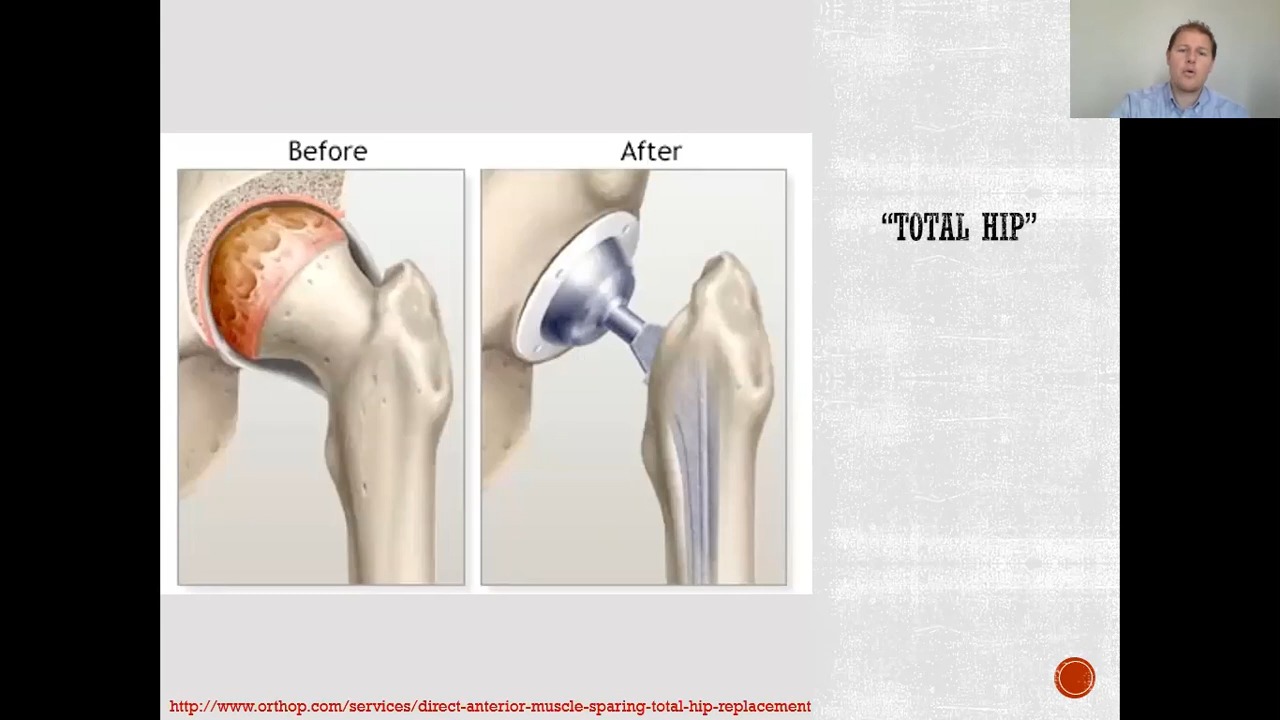 Before
After
“TOTAL HIP”
http://www.orthop.com/services/direct-anterior-muscle-sparing-total-hip-replacement